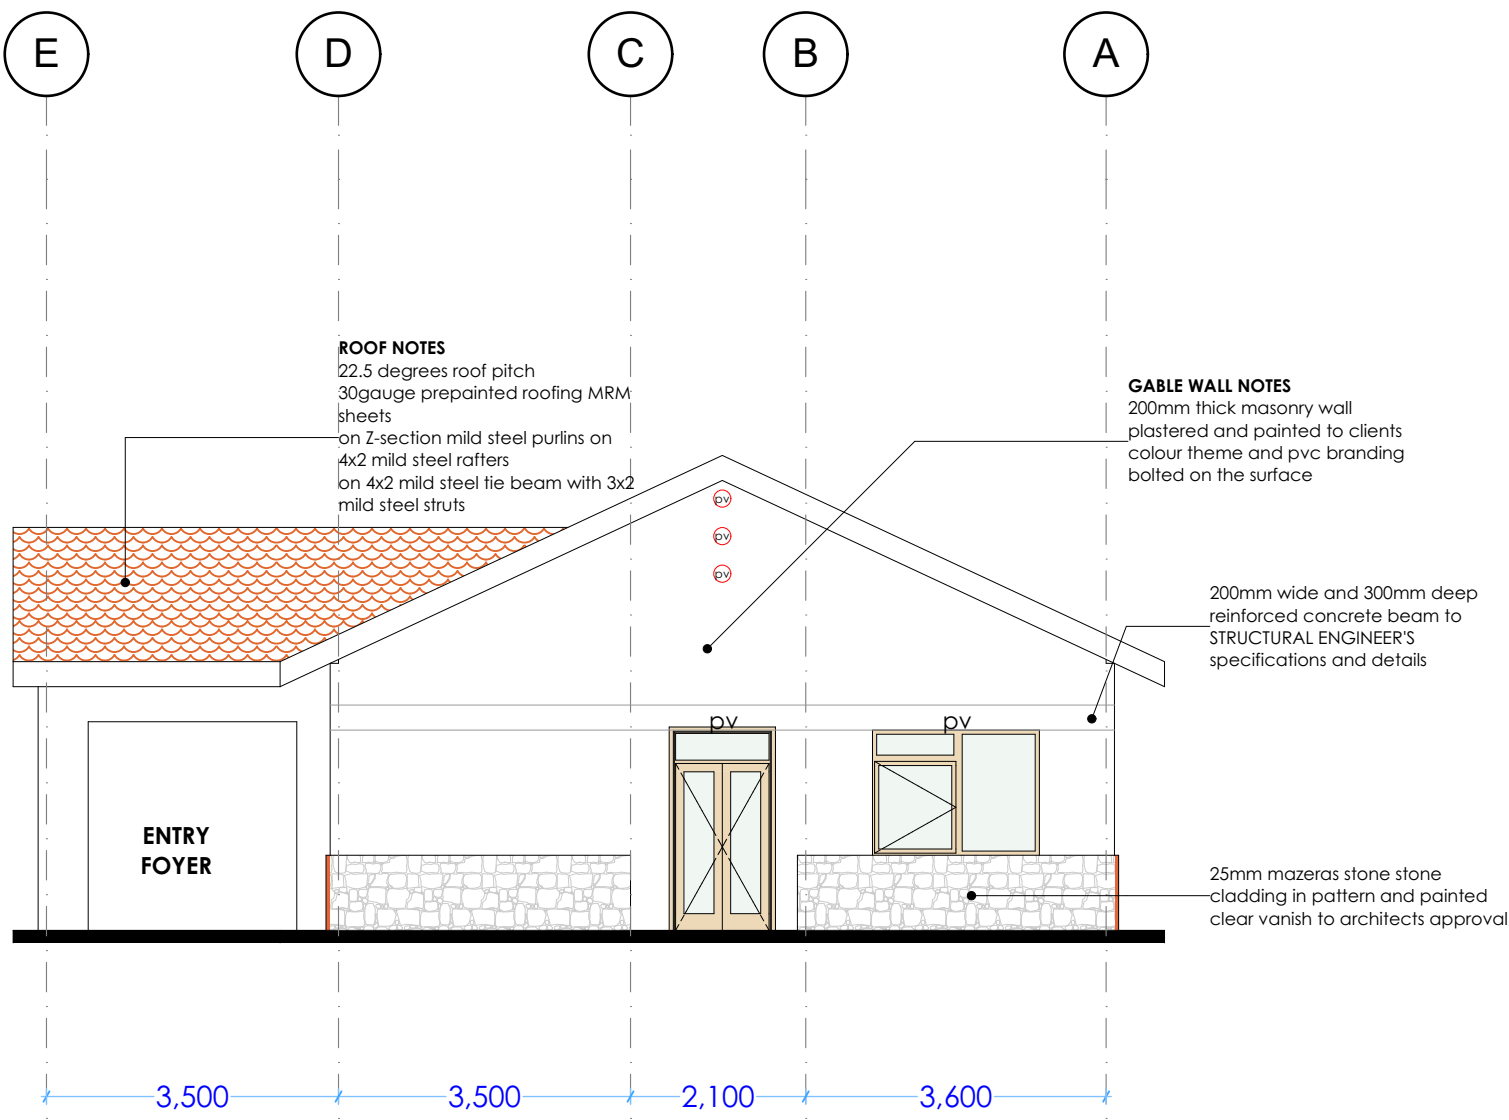 E
D
C
B
A
ROOF NOTES
22.5 degrees roof pitch
30gauge prepainted roofing MRM
sheets
on Z-section mild steel purlins on
4x2 mild steel rafters
on 4x2 mild steel tie beam with 3x2
mild steel struts
GABLE WALL NOTES
200mm thick masonry wall
plastered and painted to clients
colour theme and pvc branding
bolted on the surface
pv
pv
pv
200mm wide and 300mm deep
reinforced concrete beam to
STRUCTURAL ENGINEER'S
specifications and details
pv
pv
ENTRY
FOYER
25mm mazeras stone stone
cladding in pattern and painted
clear vanish to architects approval
3,500
3,500
2,100
3,600